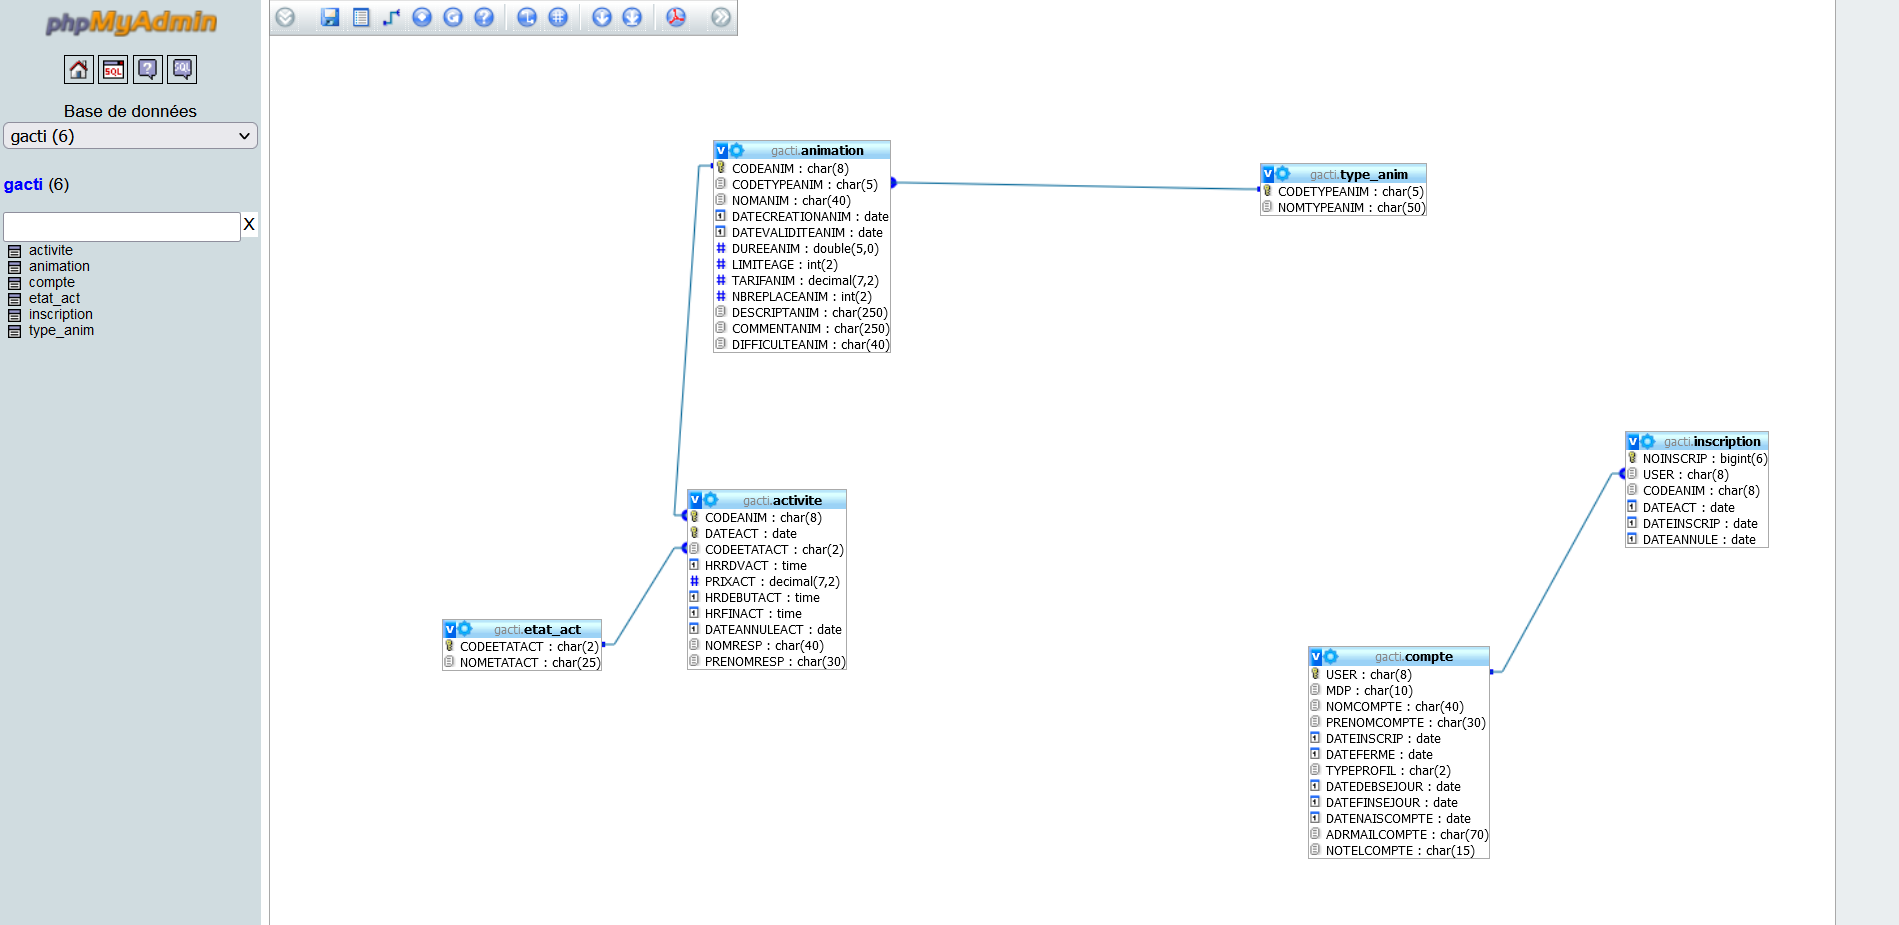 phpMyAdmin
SQL
?
SQL
Base de données
gacti (6)
gacti (6)
X
activite
animation
compte
etat_act
inscription
type_anim
v gacti.animation
CODEANIM : char(8)
CODETYPEANIM : char(5)
NOMANIM : char(40)
DATECREATIONANIM : date
DATEVALIDITEANIM : date
# DUREEANIM : double(5,0)
# LIMITEAGE : int(2)
# TARIFANIM : decimal(7,2)
# NBREPLACEANIM : int(2)
DESCRIPTANIM : char(250)
COMMENTANIM : char(250)
DIFFICULTEANIM : char(40)
v gacti.type_anim
CODETYPEANIM : char(5)
NOMTYPEANIM : char(50)
v gacti.inscription
NOINSCRIP : bigint(6)
USER : char(8)
CODEANIM : char(8)
DATEACT : date
DATEINSCRIP : date
DATEANNULE : date
v gacti.activite
CODEANIM : char(8)
DATEACT : date
CODEETATACT : char(2)
HRRDVACT : time
# PRIXACT : decimal(7,2)
HRDEBUTACT : time
HRFINACT : time
DATEANNULEACT : date
NOMRESP : char(40)
PRENOMRESP : char(30)
v gacti.etat_act
CODEETATACT : char(2)
NOMETATACT : char(25)
v gacti.compte
USER : char(8)
MDP : char(10)
NOMCOMPTE : char(40)
PRENOMCOMPTE : char(30)
DATEINSCRIP : date
DATEFERME : date
TYPEPROFIL : char(2)
DATEDEBSEJOUR : date
DATEFINSEJOUR : date
DATENAISCOMPTE : date
ADRMAILCOMPTE : char(70)
NOTELCOMPTE : char(15)